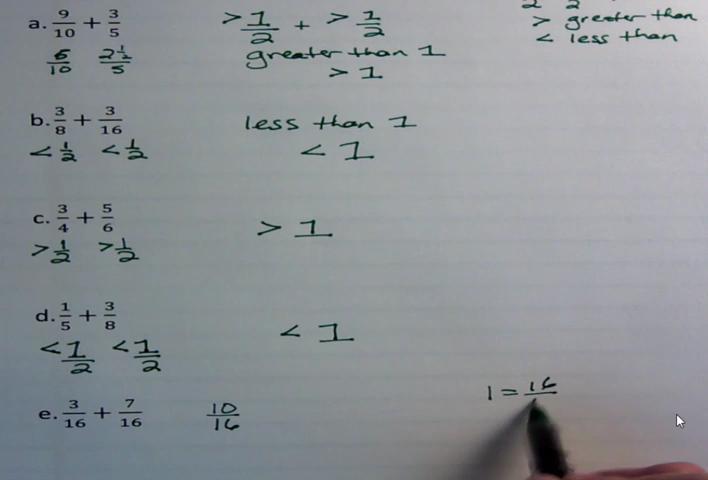 a. 9/10 + 3/5 >1/2 + >1/2
> greater than
< less than
5/10 2½/5 greater than 1
> 1
b. 3/8 + 3/16 less than 1
<1/2 <1/2 < 1
c. 3/4 + 5/6 > 1
>1/2 >1/2
d. 1/5 + 3/8 < 1
<1/2 <1/2
e. 3/16 + 7/16 10/16 1 = 16/